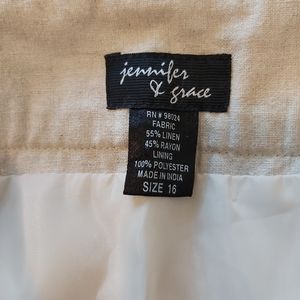 jennifer
& grace
RN # 98024
FABRIC
55% LINEN
45% RAYON
LINING
100% POLYESTER
MADE IN INDIA
SIZE 16